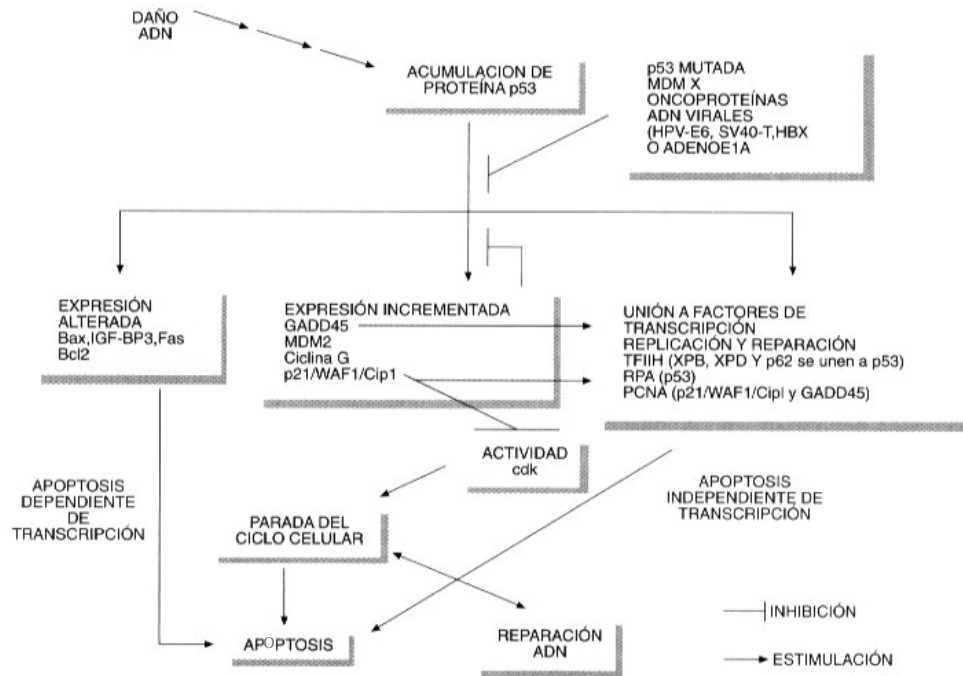 DAÑO
ADN
ACUMULACION DE
PROTEÍNA p53
p53 MUTADA
MDM X
ONCOPROTEÍNAS
ADN VIRALES
(HPV-E6, SV40-T,HBX
O ADENOE1A
EXPRESIÓN
ALTERADA
Bax,IGF-BP3,Fas
Bcl2
EXPRESIÓN INCREMENTADA
GADD45
MDM2
Ciclina G
p21/WAF1/Cip1
UNIÓN A FACTORES DE
TRANSCRIPCIÓN
REPLICACIÓN Y REPARACIÓN
TFIIH (XPB, XPD Y p62 se unen a p53)
RPA (p53)
PCNA (p21/WAF1/Cipl y GADD45)
ACTIVIDAD
cdk
APOPTOSIS
DEPENDIENTE
DE
TRANSCRIPCIÓN
APOPTOSIS
INDEPENDIENTE DE
TRANSCRIPCIÓN
PARADA DEL
CICLO CELULAR
APOPTOSIS
REPARACIÓN
ADN
INHIBICIÓN
ESTIMULACIÓN